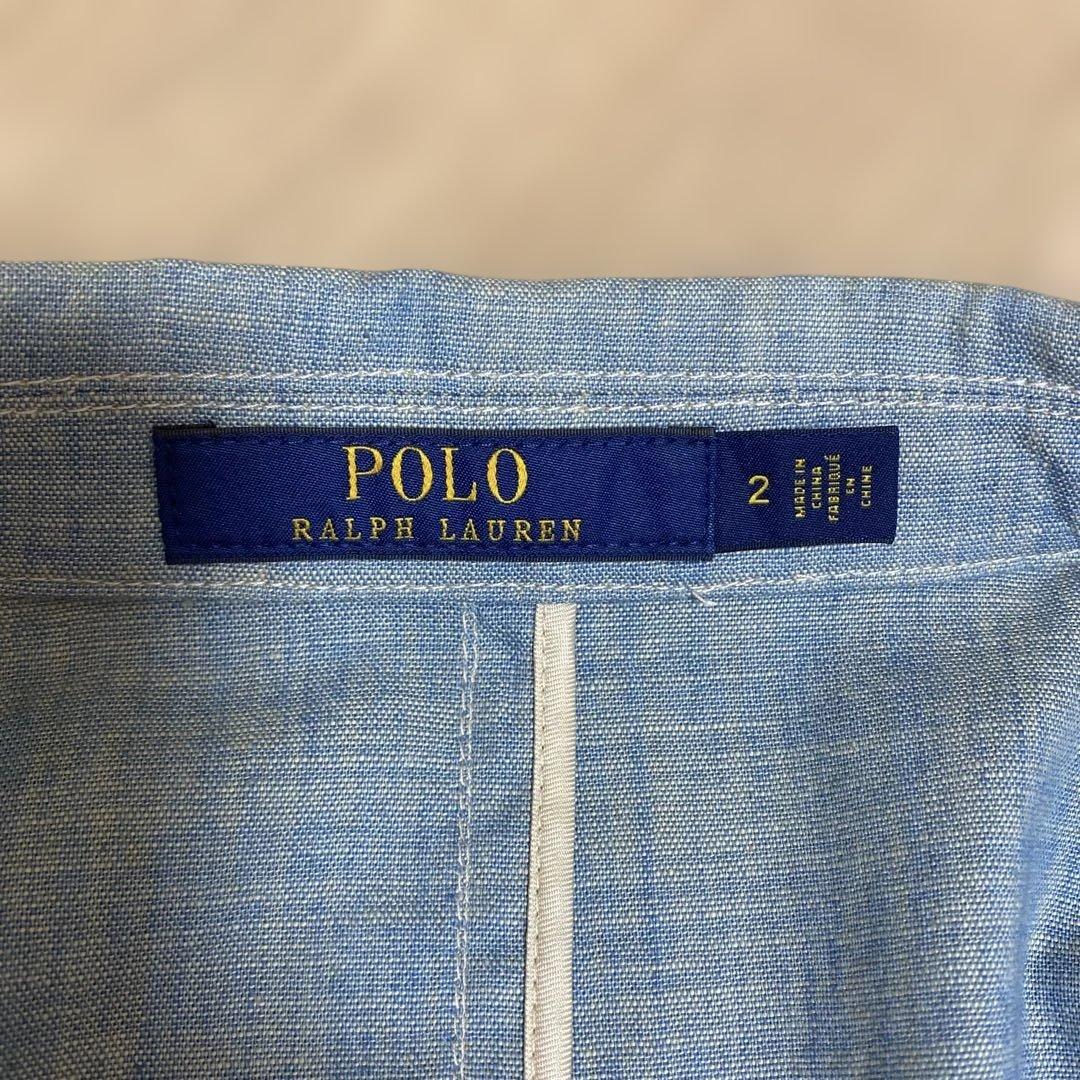 POLO
RALPH LAUREN
2
MADE IN
CHINA
FABRIQUÉ
EN
CHINE